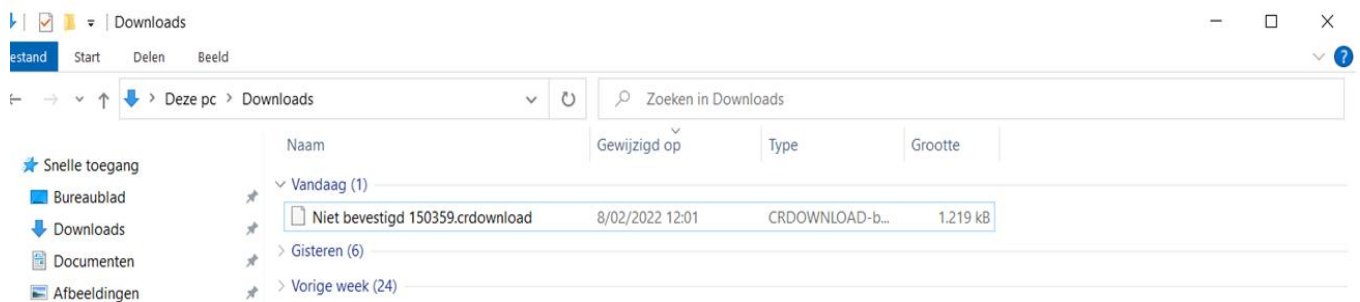 Downloads
estand Start Delen Beeld
Deze pc Downloads Zoeken in Downloads
Naam Gewijzigd op Type Grootte
Snelle toegang
Vandaag (1)
Bureaublad
Niet bevestigd 150359.crdownload 8/02/2022 12:01 CRDOWNLOAD-b... 1.219 kB
Downloads
Gisteren (6)
Documenten
Vorige week (24)
Afbeeldingen